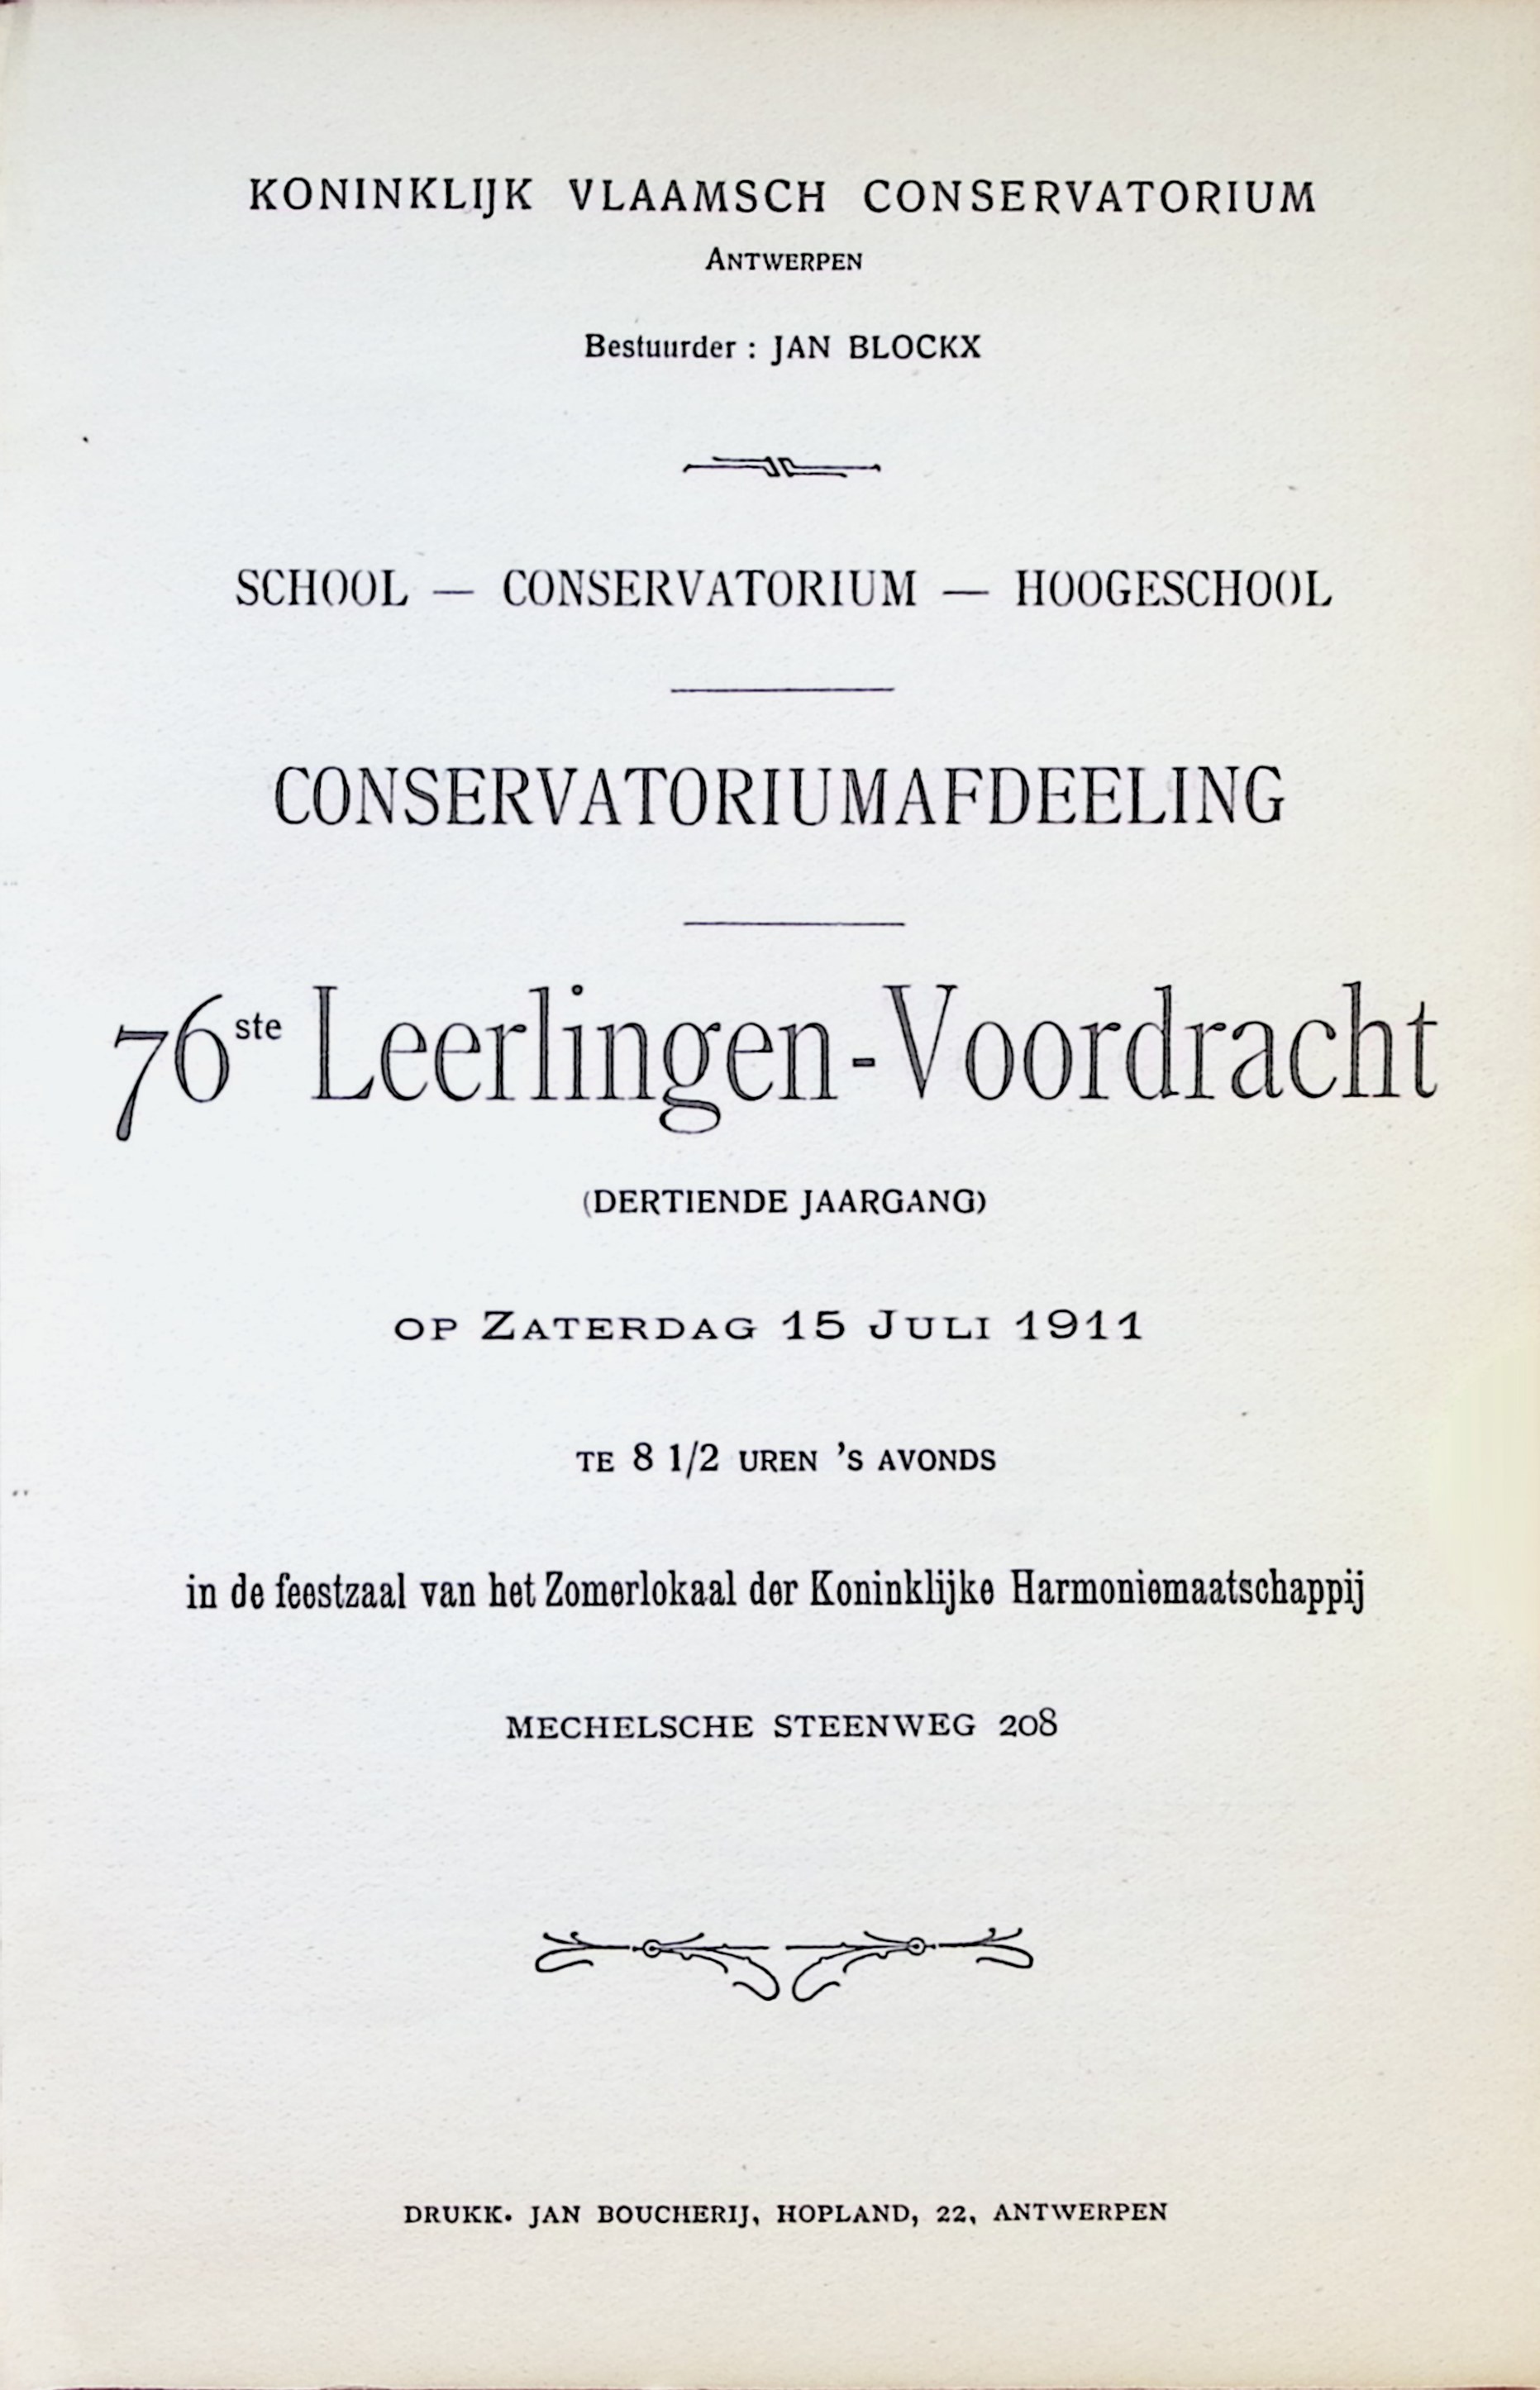 KONINKLIJK VLAAMSCH CONSERVATORIUM
ANTWERPEN
Bestuurder : JAN BLOCKX
SCHOOL — CONSERVATORIUM — HOOGESCHOOL
CONSERVATORIUMAFDEELING
76ste Leerlingen-Voordracht
(DERTIENDE JAARGANG)
OP ZATERDAG 15 JULI 1911
TE 8 1/2 UREN 'S AVONDS
in de feestzaal van het Zomerlokaal der Koninklijke Harmoniemaatschappij
MECHELSCHE STEENWEG 208
DRUKK. JAN BOUCHERIJ, HOPLAND, 22, ANTWERPEN